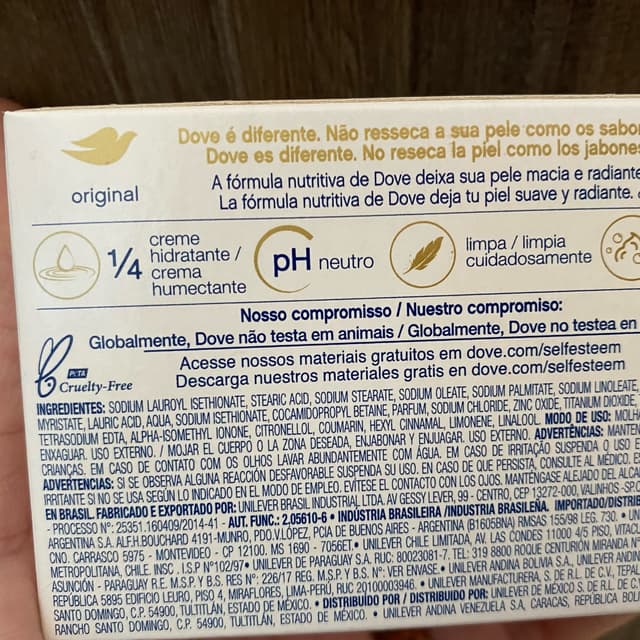 original
Dove é diferente. Não resseca a sua pele como os sabon
Dove es diferente. No reseca la piel como los jabones
A fórmula nutritiva de Dove deixa sua pele macia e radiante
La fórmula nutritiva de Dove deja tu piel suave y radiante.
1/4 creme
hidratante /
crema
humectante
pH neutro
limpa / limpia
cuidadosamente
Nosso compromisso / Nuestro compromiso:
Globalmente, Dove não testa em animais / Globalmente, Dove no testea en
Acesse nossos materiais gratuitos em dove.com/selfesteem
Descarga nuestros materiales gratis en dove.com/selfesteem
PETA
Cruelty-Free
INGREDIENTES: SODIUM LAUROYL ISETHIONATE, STEARIC ACID, SODIUM STEARATE, SODIUM OLEATE, SODIUM PALMITATE, SODIUM LINOLEATE,
MYRISTATE, LAURIC ACID, AQUA, SODIUM ISETHIONATE, COCAMIDOPROPYL BETAINE, PARFUM, SODIUM CHLORIDE, ZINC OXIDE, TITANIUM DIOXIDE,
TETRASODIUM EDTA, ALPHA-ISOMETHYL IONONE, CITRONELLOL, COUMARIN, HEXYL CINNAMAL, LIMONENE, LINALOOL. MODO DE USO: MOLH
ENXAGUAR. USO EXTERNO. / MOJAR EL CUERPO O LA ZONA DESEADA, ENJABONAR Y ENJUAGAR. USO EXTERNO. ADVERTÊNCIAS: MANTEN
CRIANÇAS. EM CASO DE CONTATO COM OS OLHOS LAVAR ABUNDANTEMENTE COM ÁGUA. EM CASO DE IRRITAÇÃO SUSPENDA O USO
ADVERTENCIAS: SI SE OBSERVA ALGUNA REACCIÓN DESFAVORABLE SUSPENDA SU USO. EN CASO DE QUE PERSISTA, CONSULTE AL MÉDICO. ES
IRRITANTE SI NO SE USA SEGÚN LO INDICADO EN EL MODO DE EMPLEO. EVÍTESE EL CONTACTO CON LOS OJOS. MANTÉNGASE ALEJADO DEL ALCAN
EN BRASIL. FABRICADO E EXPORTADO POR: UNILEVER BRASIL INDUSTRIAL LTDA. AV GESSY LEVER, 99 - CENTRO, CEP 13272-000, VALINHOS-SP
- PROCESSO Nº: 25351.160409/2014-41 - AUT. FUNC.: 2.05610-6 • INDÚSTRIA BRASILEIRA /INDUSTRIA BRASILEÑA. IMPORTADO/DISTRI
ARGENTINA S.A. ALF.H.BOUCHARD 4191-MUNRO, PDO.V.LÓPEZ, PCIA DE BUENOS AIRES - ARGENTINA (B1605BNA) RMSAS 155/98 LEG. 730. • UN
CNO. CARRASCO 5975 - MONTEVIDEO - CP 12100. MS 1690 - 7056ET.• UNILEVER CHILE LIMITADA, AV. LAS CONDES 11000 4/5 PISO, VITAC
METROPOLITANA, CHILE. INSC . I.S.P Nº102/97• UNILEVER DE PARAGUAY S.A. RUC: 80023081-7. TEL: 319 8800 ROQUE CENTURIÓN MIRANDA Nº
ASUNCIÓN - PARAGUAY R.E. M.S.P Y B.S. RES Nº: 226/17 REG. M.S.P Y B.S. Nº: VER ENVASE.• UNILEVER ANDINA BOLIVIA S.A., UNILEVER ANDIN
REPÚBLICA 5895 EDIFICIO LEURO, PISO 4, MIRAFLORES, LIMA-PERÚ, RUC 20100003946. • UNILEVER MANUFACTURERA, S. DE R.L. DE C.V., TEPAL
SANTO DOMINGO, C.P. 54900, TULTITLÁN, ESTADO DE MÉXICO. • DISTRIBUÍDO POR / DISTRIBUIDO POR: UNILEVER DE MÉXICO S. DE R.L. DE C.
RANCHO SANTO DOMINGO, C.P. 54900, TULTITLÁN, ESTADO DE MÉXICO. • UNILEVER ANDINA VENEZUELA S.A, CARACAS, REPÚBLICA BOL